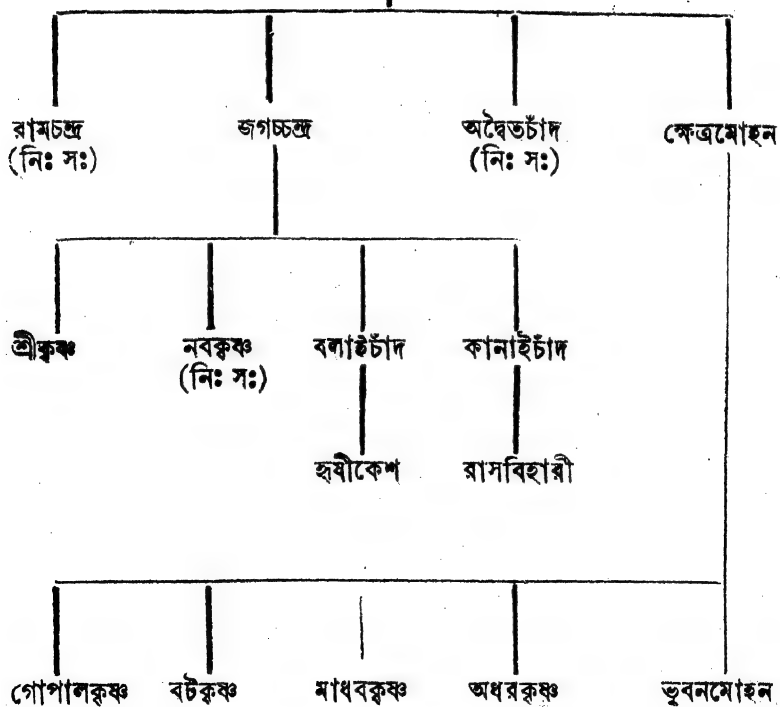 রামচন্দ্র জগচ্চন্দ্র অদ্বৈতচাঁদ ক্ষেত্রমোহন
(নিঃ সঃ) (নিঃ সঃ)
শ্রীকৃষ্ণ নবকৃষ্ণ বলাইচাঁদ কানাইচাঁদ
(নিঃ সঃ)
হৃষীকেশ রাসবিহারী
গোপালকৃষ্ণ বটকৃষ্ণ মাধবকৃষ্ণ অধরকৃষ্ণ ভুবনমোহন